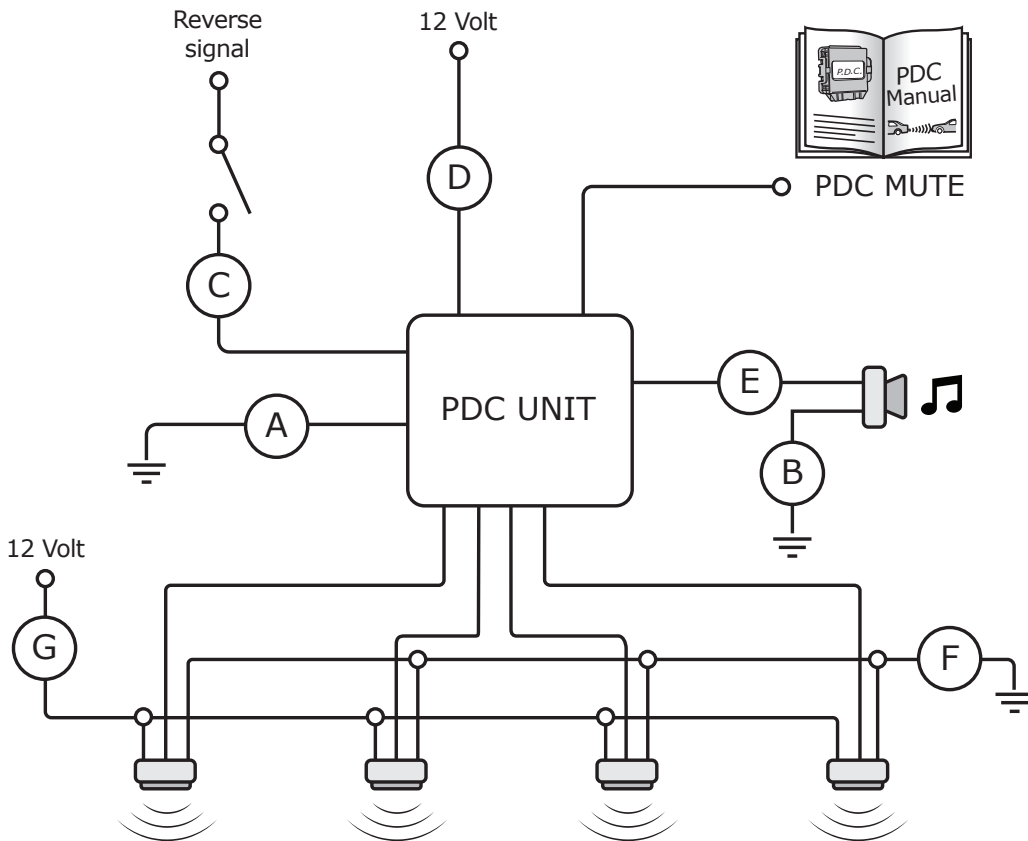 Reverse
signal
12 Volt
P.D.C.
PDC
Manual
PDC MUTE
D
C
PDC UNIT
E
A
B
12 Volt
G
F